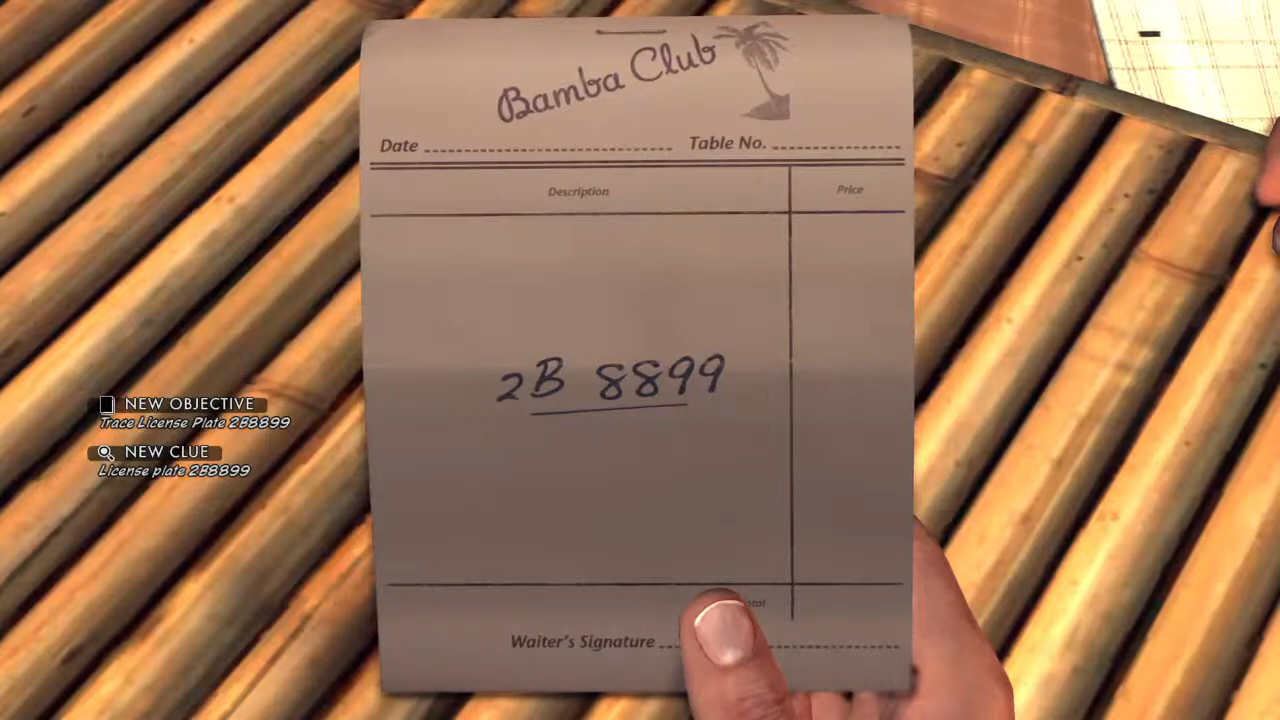 Bamba Club
Date
Table No.
Description
Price
2B 8899
NEW OBJECTIVE
Trace License Plate 2B8899
NEW CLUE
License plate 2B8899
Waiter's Signature